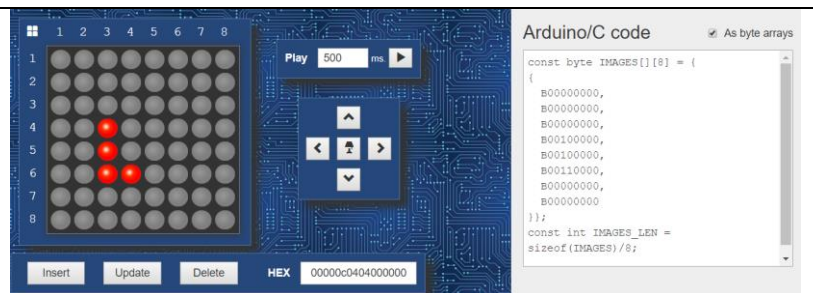 1 2 3 4 5 6 7 8
1
2
3
4
5
6
7
8
Play 500 ms.
Insert Update Delete HEX 00000c0404000000
Arduino/C code As byte arrays
const byte IMAGES[][8] = {
{
B00000000,
B00000000,
B00000000,
B00100000,
B00100000,
B00110000,
B00000000,
B00000000
}};
const int IMAGES_LEN =
sizeof(IMAGES)/8;